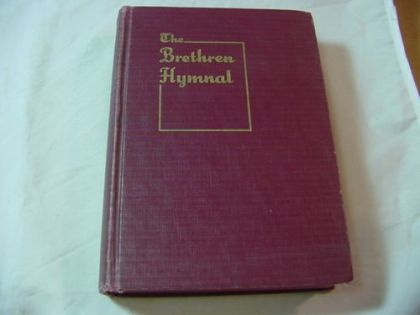 The
Brethren
Hymnal